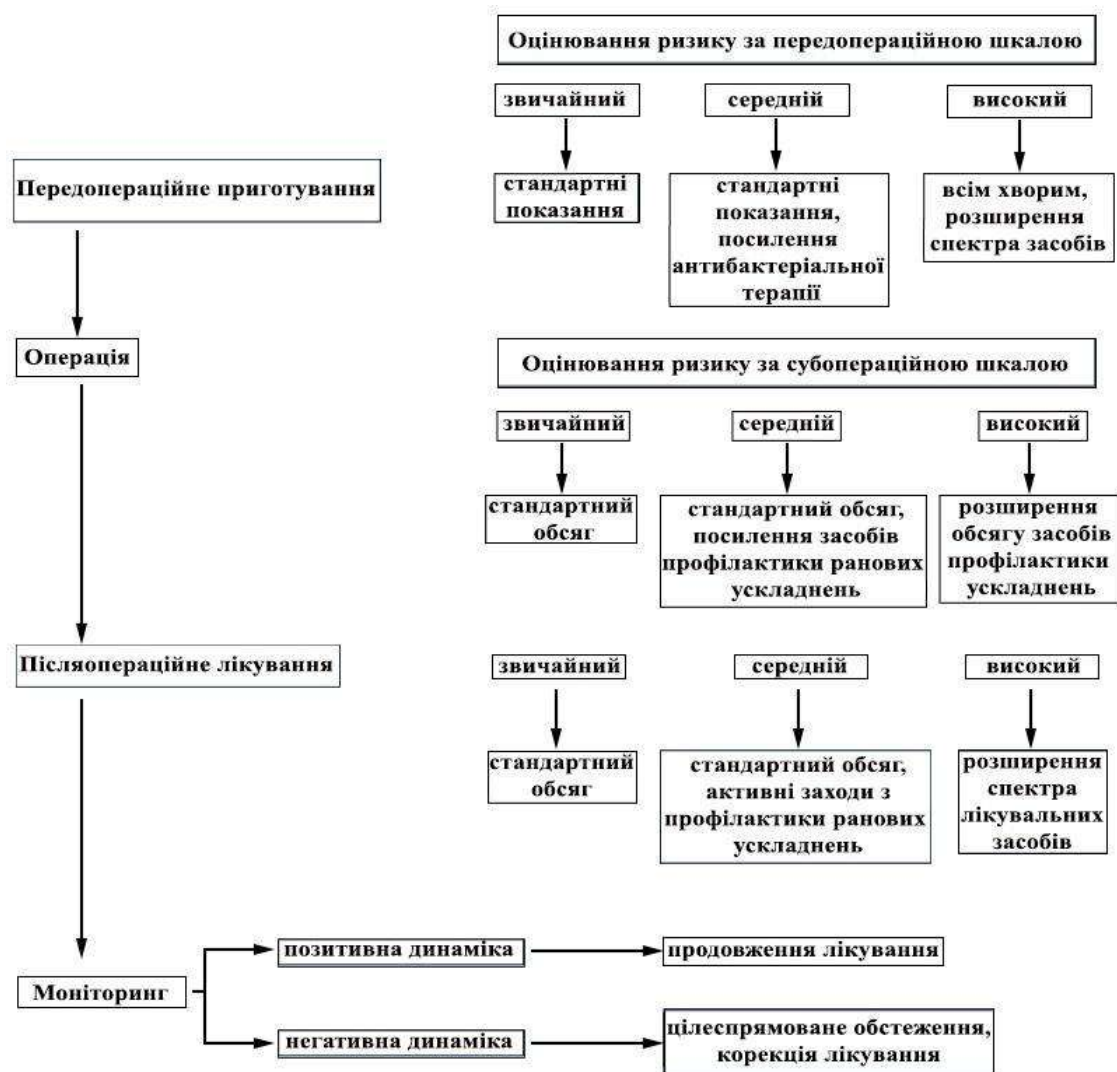 Оцінювання ризику за передопераційною шкалою
звичайний
середній
високий
Передопераційне приготування
стандартні
показання
стандартні
показання,
посилення
антибактеріальної
терапії
всім хворим,
розширення
спектра засобів
Операція
Оцінювання ризику за субопераційною шкалою
звичайний
середній
високий
стандартний
обсяг
стандартний обсяг,
посилення засобів
профілактики ранових
ускладнень
розширення
обсягу засобів
профілактики
ускладнень
Післяопераційне лікування
звичайний
середній
високий
стандартний
обсяг
стандартний обсяг,
активні заходи з
профілактики ранових
ускладнень
розширення
спектра
лікувальних
засобів
Моніторинг
позитивна динаміка
продовження лікування
негативна динаміка
цілеспрямоване обстеження,
корекція лікування